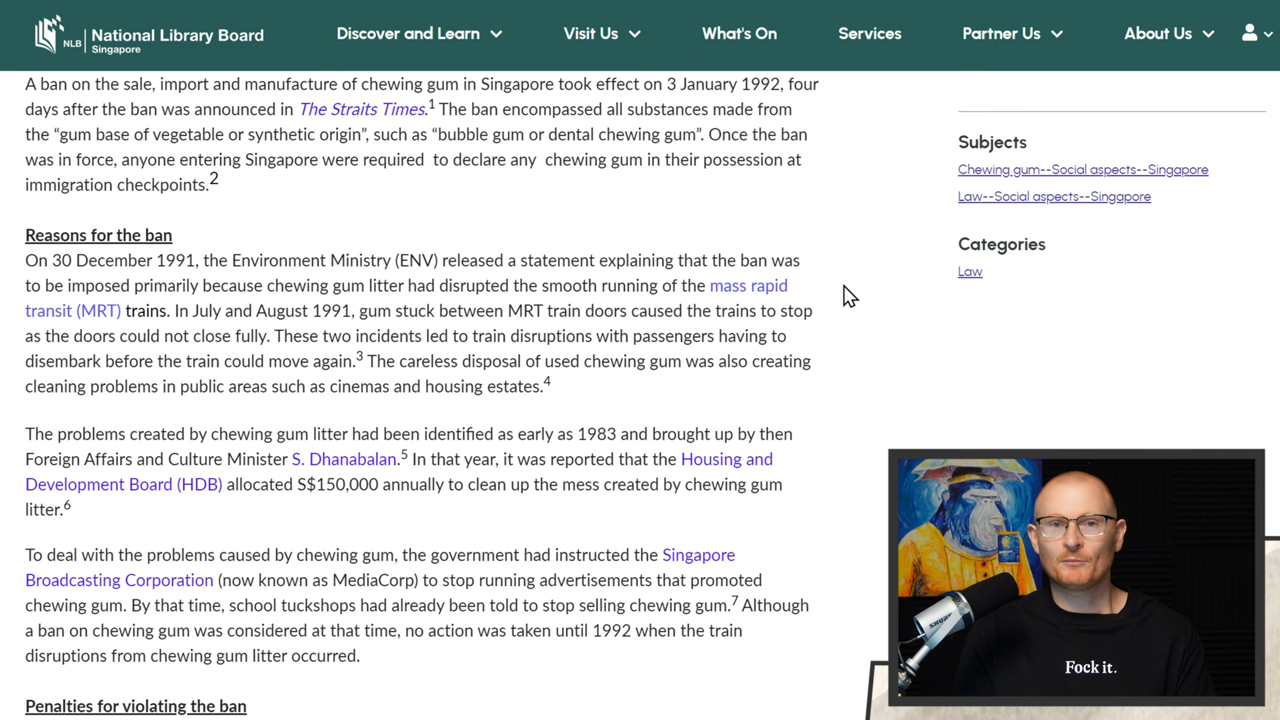 NLB National Library Board
Singapore
Discover and Learn
Visit Us
What's On
Services
Partner Us
About Us
A ban on the sale, import and manufacture of chewing gum in Singapore took effect on 3 January 1992, four
days after the ban was announced in The Straits Times.1 The ban encompassed all substances made from
the “gum base of vegetable or synthetic origin”, such as “bubble gum or dental chewing gum”. Once the ban
was in force, anyone entering Singapore were required to declare any chewing gum in their possession at
immigration checkpoints.2
Reasons for the ban
On 30 December 1991, the Environment Ministry (ENV) released a statement explaining that the ban was
to be imposed primarily because chewing gum litter had disrupted the smooth running of the mass rapid
transit (MRT) trains. In July and August 1991, gum stuck between MRT train doors caused the trains to stop
as the doors could not close fully. These two incidents led to train disruptions with passengers having to
disembark before the train could move again.3 The careless disposal of used chewing gum was also creating
cleaning problems in public areas such as cinemas and housing estates.4
The problems created by chewing gum litter had been identified as early as 1983 and brought up by then
Foreign Affairs and Culture Minister S. Dhanabalan.5 In that year, it was reported that the Housing and
Development Board (HDB) allocated S$150,000 annually to clean up the mess created by chewing gum
litter.6
To deal with the problems caused by chewing gum, the government had instructed the Singapore
Broadcasting Corporation (now known as MediaCorp) to stop running advertisements that promoted
chewing gum. By that time, school tuckshops had already been told to stop selling chewing gum.7 Although
a ban on chewing gum was considered at that time, no action was taken until 1992 when the train
disruptions from chewing gum litter occurred.
Penalties for violating the ban
Subjects
Chewing gum--Social aspects--Singapore
Law--Social aspects--Singapore
Categories
Law
SHURE
Fock it.